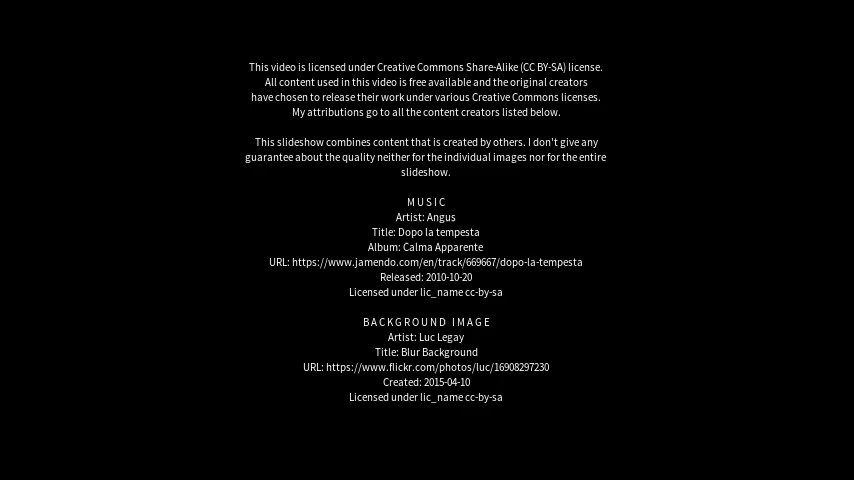 This video is licensed under Creative Commons Share-Alike (CC BY-SA) license.
All content used in this video is free available and the original creators
have chosen to release their work under various Creative Commons licenses.
My attributions go to all the content creators listed below.
This slideshow combines content that is created by others. I don't give any
guarantee about the quality neither for the individual images nor for the entire
slideshow.
MUSIC
Artist: Angus
Title: Dopo la tempesta
Album: Calma Apparente
URL: https://www.jamendo.com/en/track/669667/dopo-la-tempesta
Released: 2010-10-20
Licensed under lic_name cc-by-sa
BACKGROUND IMAGE
Artist: Luc Legay
Title: Blur Background
URL: https://www.flickr.com/photos/luc/16908297230
Created: 2015-04-10
Licensed under lic_name cc-by-sa